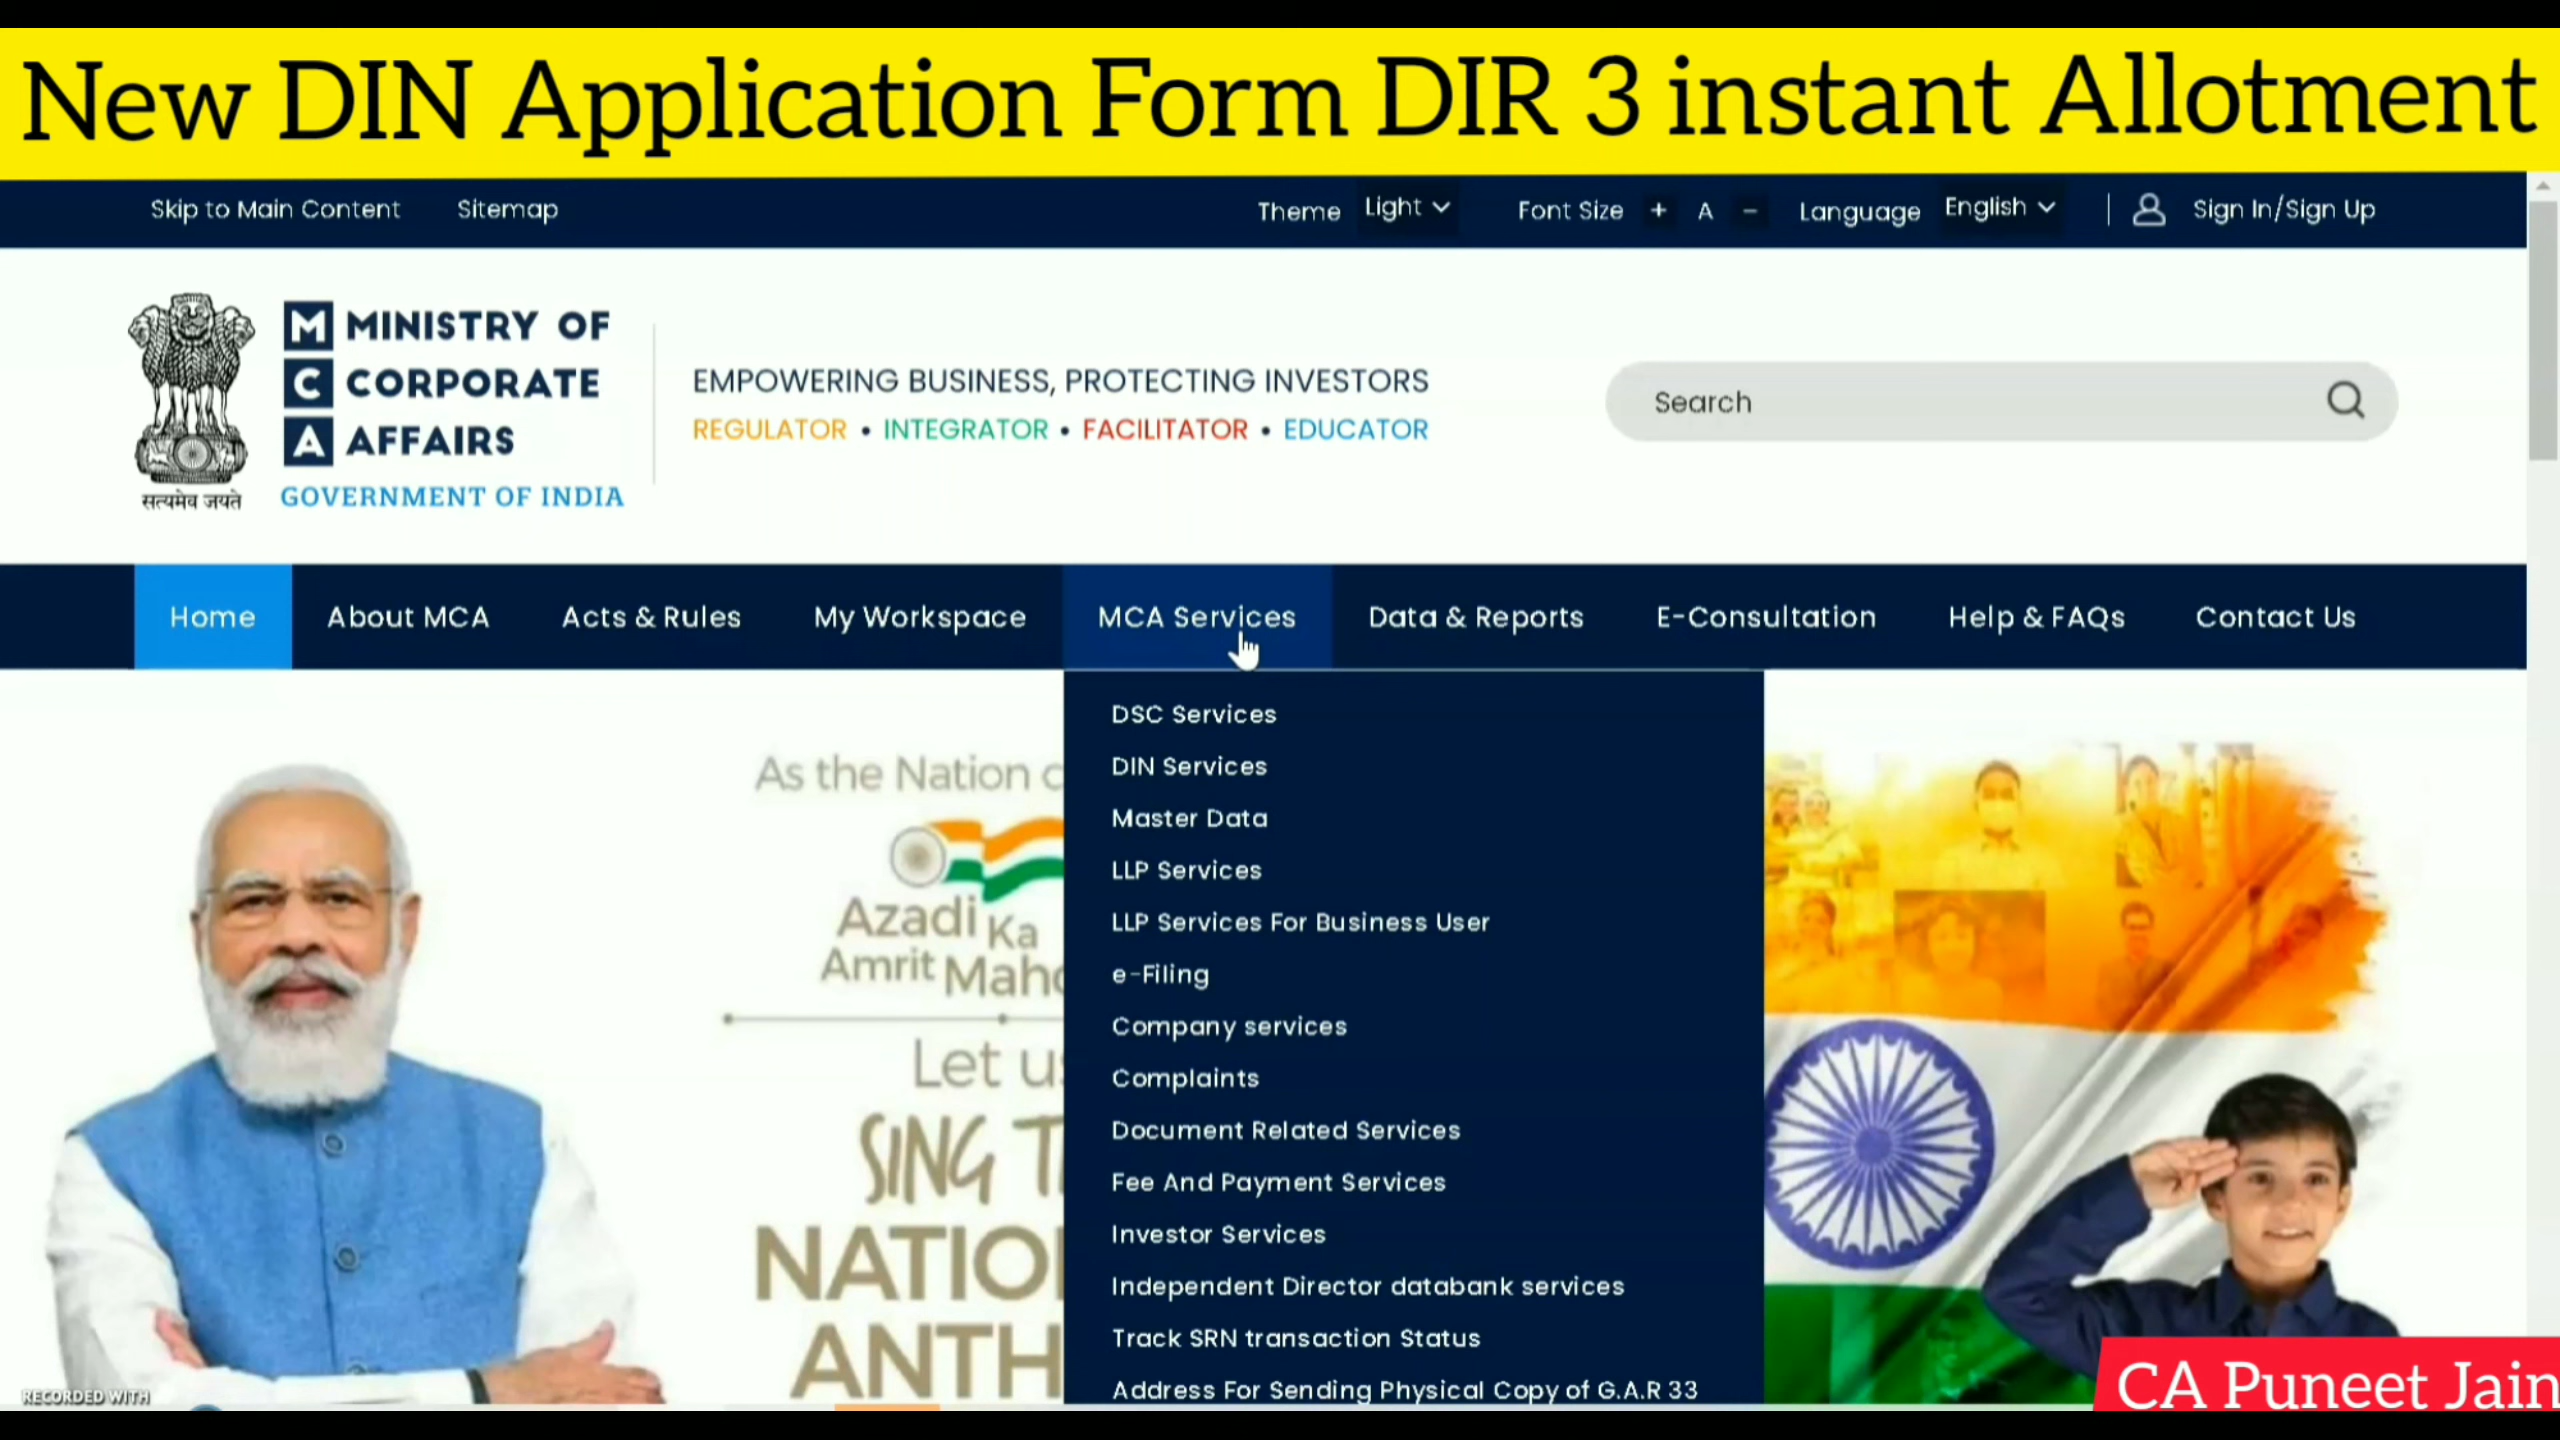 New DIN Application Form DIR 3 instant Allotment
Skip to Main Content Sitemap Theme Light Font Size + A - Language English Sign In/Sign Up
M MINISTRY OF
C CORPORATE
A AFFAIRS
सत्यमेव जयते GOVERNMENT OF INDIA
EMPOWERING BUSINESS, PROTECTING INVESTORS
REGULATOR • INTEGRATOR • FACILITATOR • EDUCATOR
Search
Home About MCA Acts & Rules My Workspace MCA Services Data & Reports E-Consultation Help & FAQs Contact Us
DSC Services
DIN Services
Master Data
LLP Services
LLP Services For Business User
e-Filing
Company services
Complaints
Document Related Services
Fee And Payment Services
Investor Services
Independent Director databank services
Track SRN transaction Status
Address For Sending Physical Copy of G.A.R 33
As the Nation
Azadi Ka
Amrit
Let
SING
RECORDED WITH
CA Puneet Jain